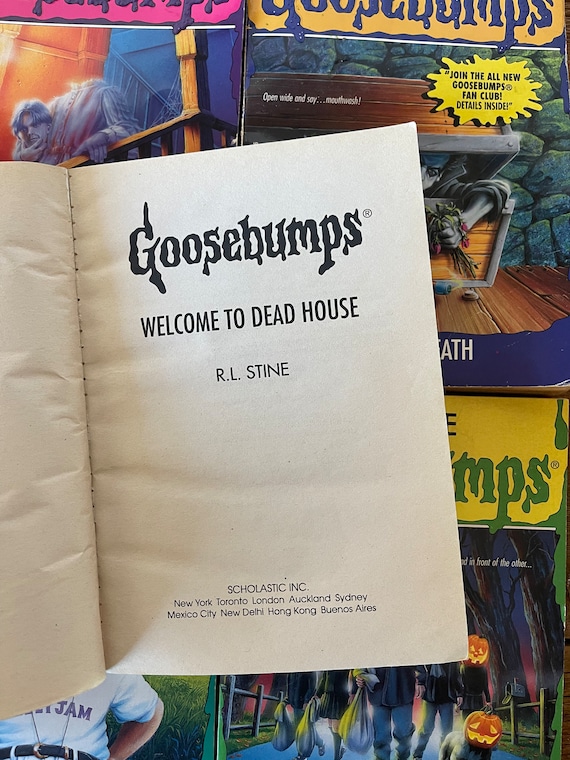 Goosebumps
"JOIN THE ALL NEW
GOOSEBUMPS®
FAN CLUB!
DETAILS INSIDE!"
Open wide and say...mouthwash!
EATH
Goosebumps®
WELCOME TO DEAD HOUSE
R.L. STINE
SCHOLASTIC INC.
New York Toronto London Auckland Sydney
Mexico City New Delhi Hong Kong Buenos Aires
in front of the other...
JAM